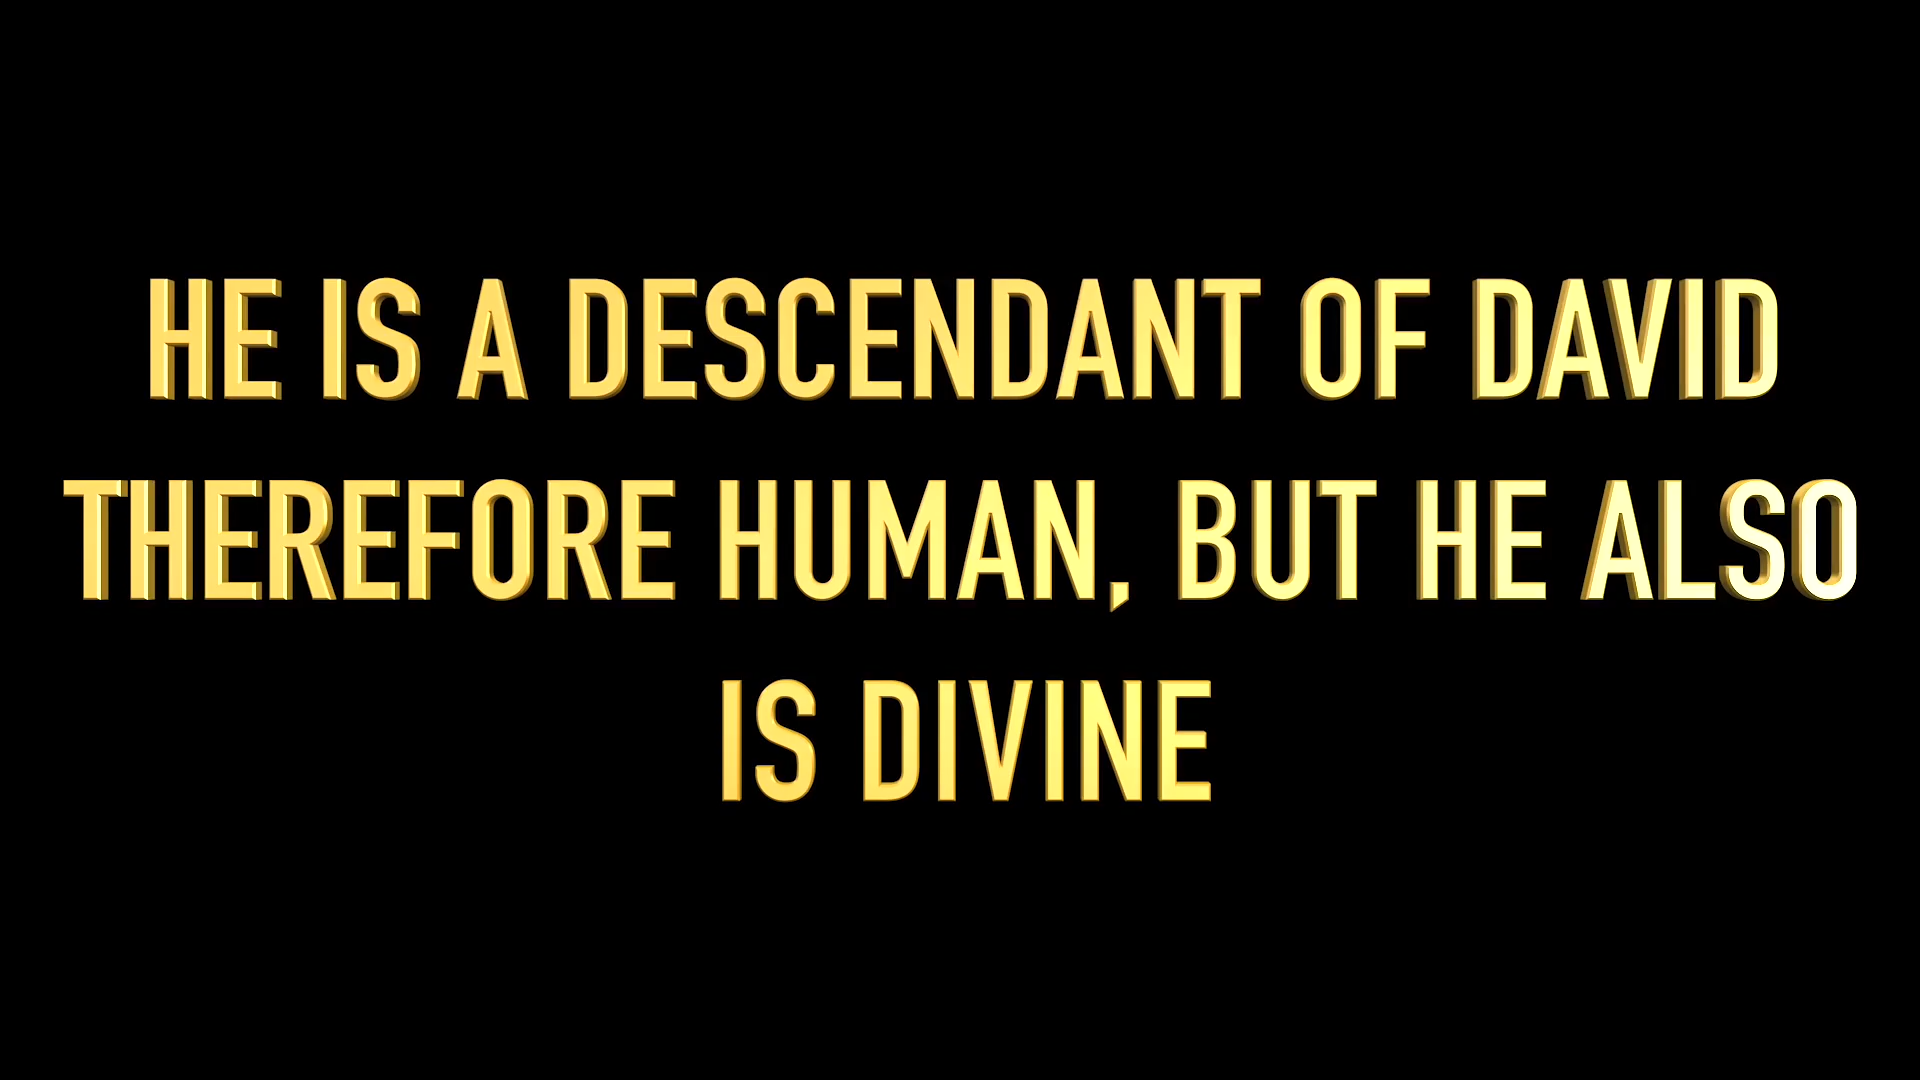 HE IS A DESCENDANT OF DAVID
THEREFORE HUMAN, BUT HE ALSO
IS DIVINE